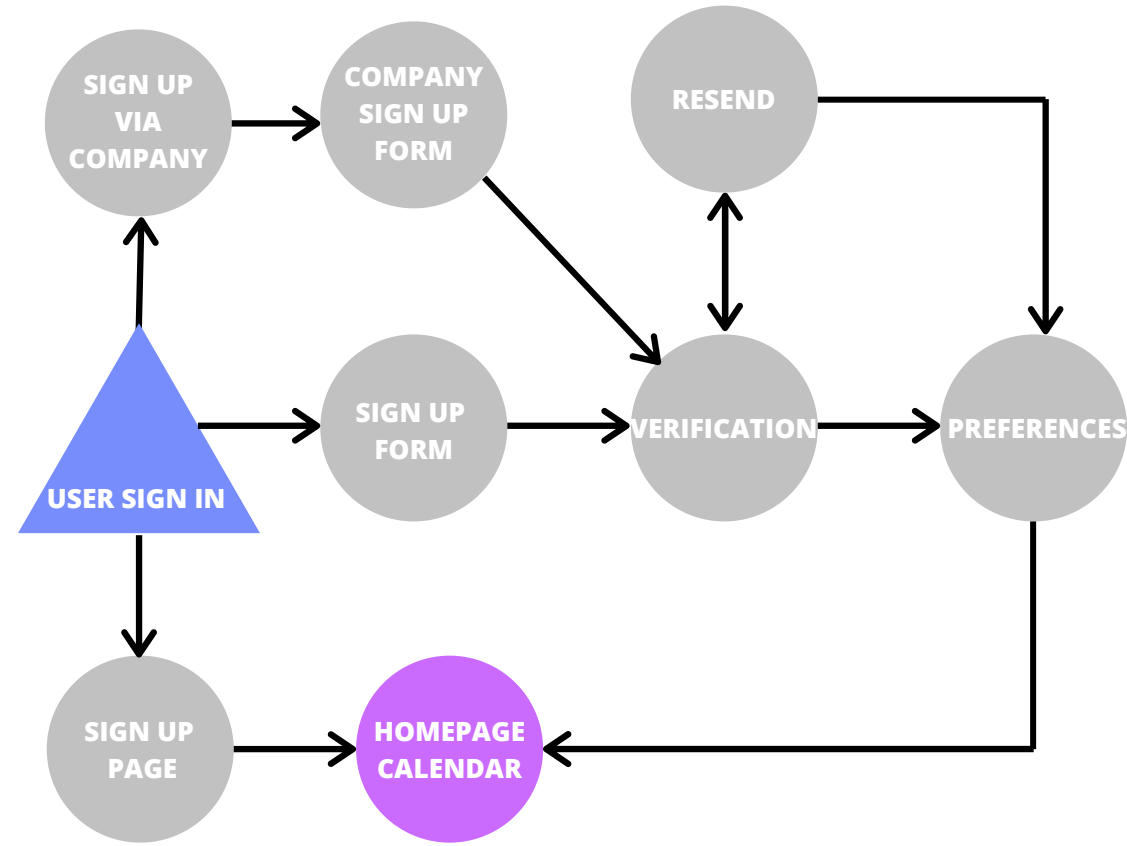 SIGN UP
VIA
COMPANY
COMPANY
SIGN UP
FORM
RESEND
USER SIGN IN
SIGN UP
FORM
VERIFICATION
PREFERENCES
SIGN UP
PAGE
HOMEPAGE
CALENDAR